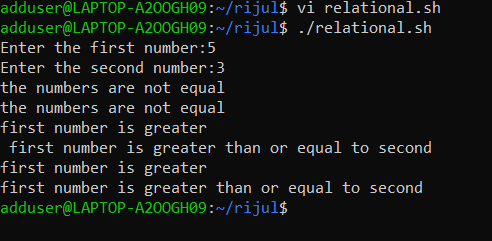 adduser@LAPTOP-A2OOGH09:~/rijul$ vi relational.sh
adduser@LAPTOP-A2OOGH09:~/rijul$ ./relational.sh
Enter the first number:5
Enter the second number:3
the numbers are not equal
the numbers are not equal
first number is greater
 first number is greater than or equal to second
first number is greater
first number is greater than or equal to second
adduser@LAPTOP-A2OOGH09:~/rijul$